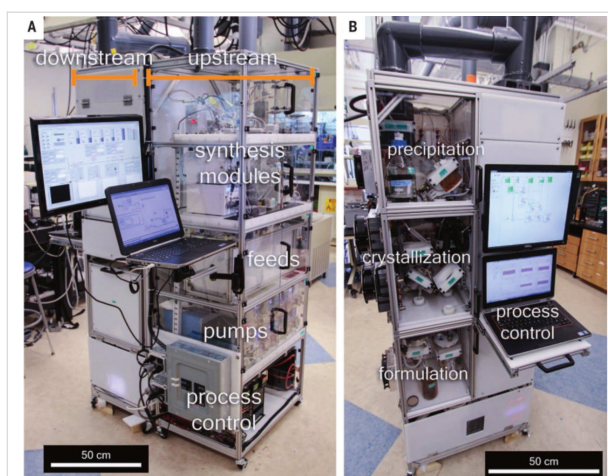 A
downstream
upstream
synthesis
modules
feeds
pumps
process
control
50 cm
B
precipitation
crystallization
process
control
formulation
50 cm